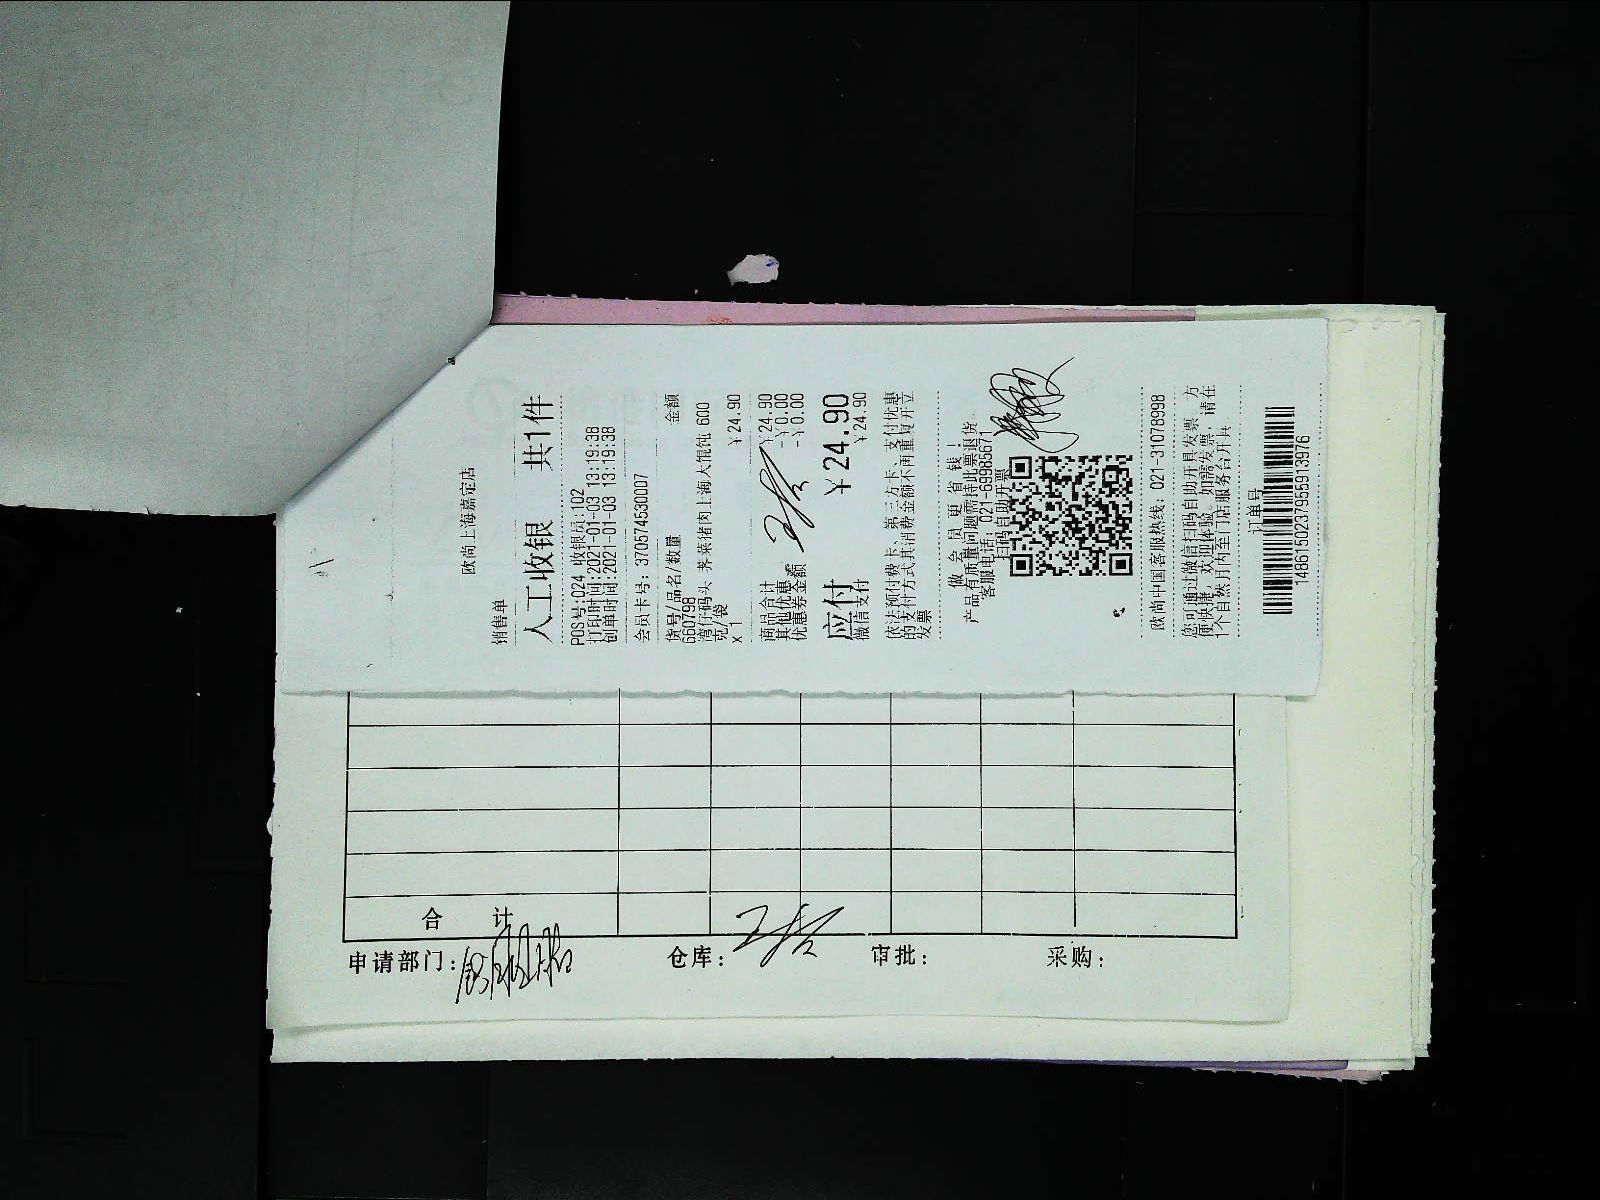 欧尚上海嘉定店
销售单
人工收银 共1件
POS号:024 收银员:102
打印时间:2021-01-03 13:19:38
创单时间:2021-01-03 13:19:38
会员卡号: 370574530007
货号/品名/数量 金额
660798
湾仔码头 荠菜猪肉上海大馄饨 600
克/袋
x 1 ￥24.90
商品合计 ￥24.90
其他优惠 -￥0.00
优惠券金额 -￥0.00
应付 ￥24.90
微信支付 ￥24.90
依法预付费卡、第三方卡、支付优惠
的支付方式其消费金额不再重复开立
发票
做 会 员 更 省 钱!
产品有质量问题需持此票退货
客服电话: 021-69985671
扫码自助开票
欧尚中国客服热线 021-31078998
您可通过微信扫码自助开具发票，方
便快捷，欢迎体验。如需发票，请在
1个自然月内至门店服务台开具
订单号
1486150237955913976
合 计
申请部门: 仓库: 审批: 采购: